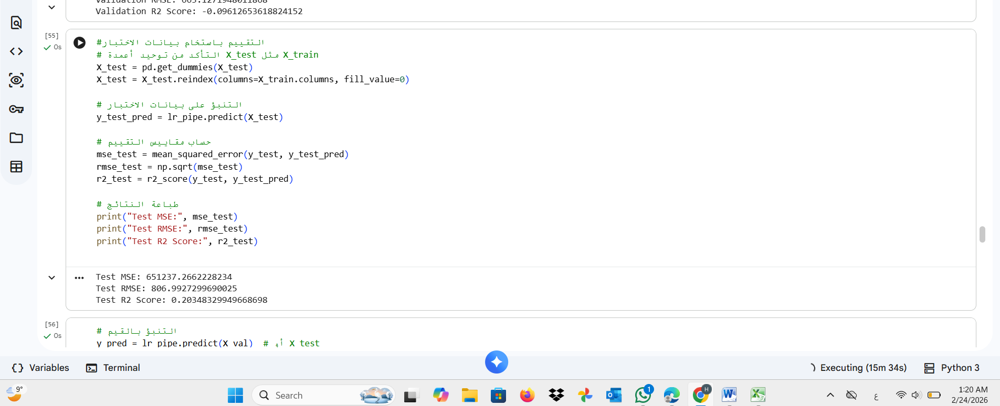 Validation R2 Score: -0.09612653618824152
[55]
0s
#التقييم باستخام بيانات الاختبار
# التأكد من توحيد أعمدة X_test مثل X_train
X_test = pd.get_dummies(X_test)
X_test = X_test.reindex(columns=X_train.columns, fill_value=0)
# التنبؤ على بيانات الاختبار
y_test_pred = lr_pipe.predict(X_test)
# حساب مقاييس التقييم
mse_test = mean_squared_error(y_test, y_test_pred)
rmse_test = np.sqrt(mse_test)
r2_test = r2_score(y_test, y_test_pred)
# طباعة النتائج
print("Test MSE:", mse_test)
print("Test RMSE:", rmse_test)
print("Test R2 Score:", r2_test)
Test MSE: 651237.2662228234
Test RMSE: 806.9927299690025
Test R2 Score: 0.20348329949668698
[56]
0s
# التنبؤ بالقيم
y_pred = lr_pipe.predict(X_val) # أو X_test
Variables
Terminal
Executing (15m 34s)
Python 3
9°
Search
1
H
ع
1:20 AM
2/24/2026